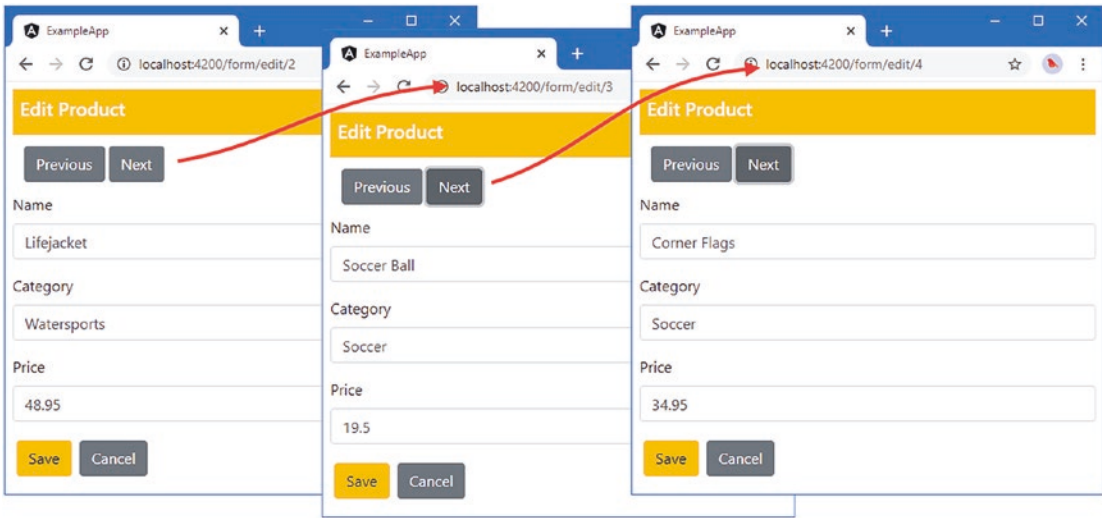 ExampleApp
localhost:4200/form/edit/2
Edit Product
Previous Next
Name
Lifejacket
Category
Watersports
Price
48.95
Save Cancel
ExampleApp
localhost:4200/form/edit/3
Edit Product
Previous Next
Name
Soccer Ball
Category
Soccer
Price
19.5
Save Cancel
ExampleApp
localhost:4200/form/edit/4
Edit Product
Previous Next
Name
Corner Flags
Category
Soccer
Price
34.95
Save Cancel